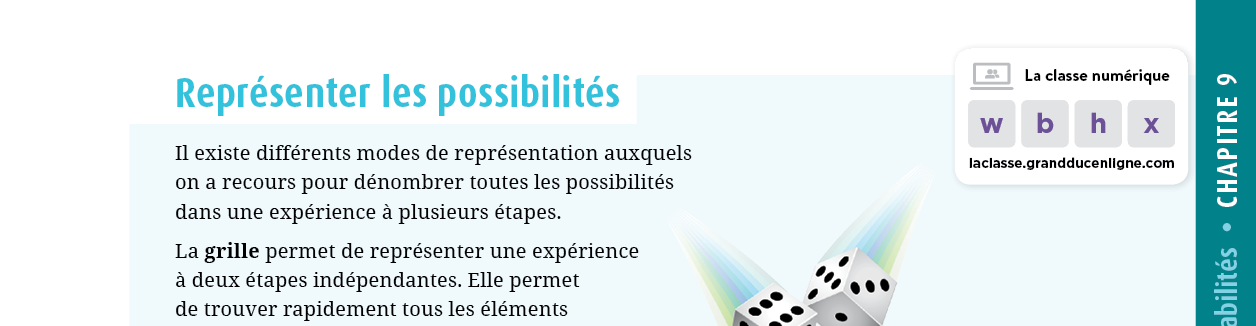 Représenter les possibilités
Il existe différents modes de représentation auxquels
on a recours pour dénombrer toutes les possibilités
dans une expérience à plusieurs étapes.
La grille permet de représenter une expérience
à deux étapes indépendantes. Elle permet
de trouver rapidement tous les éléments
La classe numérique
w b h x
laclasse.grandducenligne.com
abilités • CHAPITRE 9